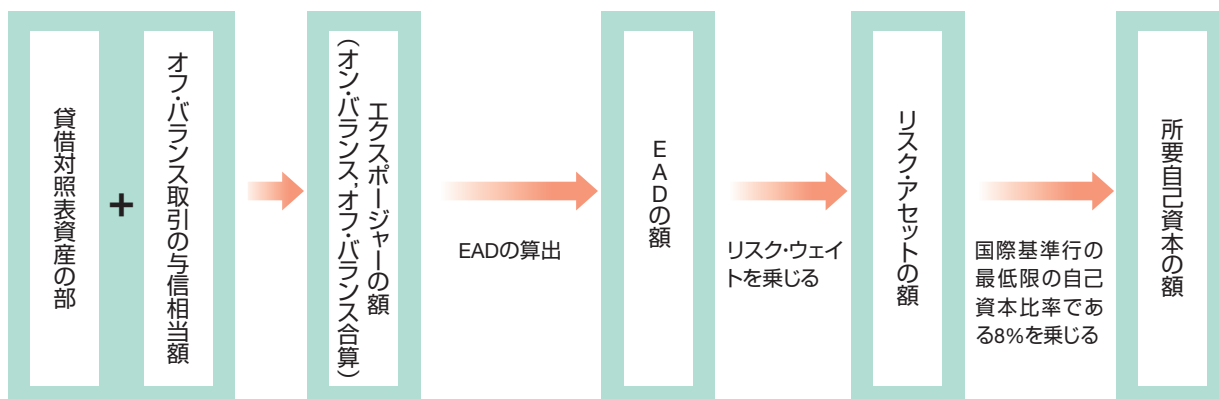 貸借対照表資産の部
+
オフ・バランス取引の与信相当額
エクスポージャーの額
(オン・バランス,オフ・バランス合算)
EADの算出
EADの額
リスク・ウェイ
トを乗じる
リスク・アセットの額
国際基準行の
最低限の自己
資本比率であ
る8%を乗じる
所要自己資本の額